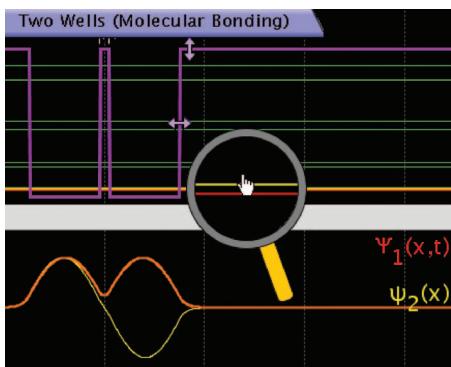 Two Wells (Molecular Bonding)
Ψ₁(x,t)
ψ₂(x)